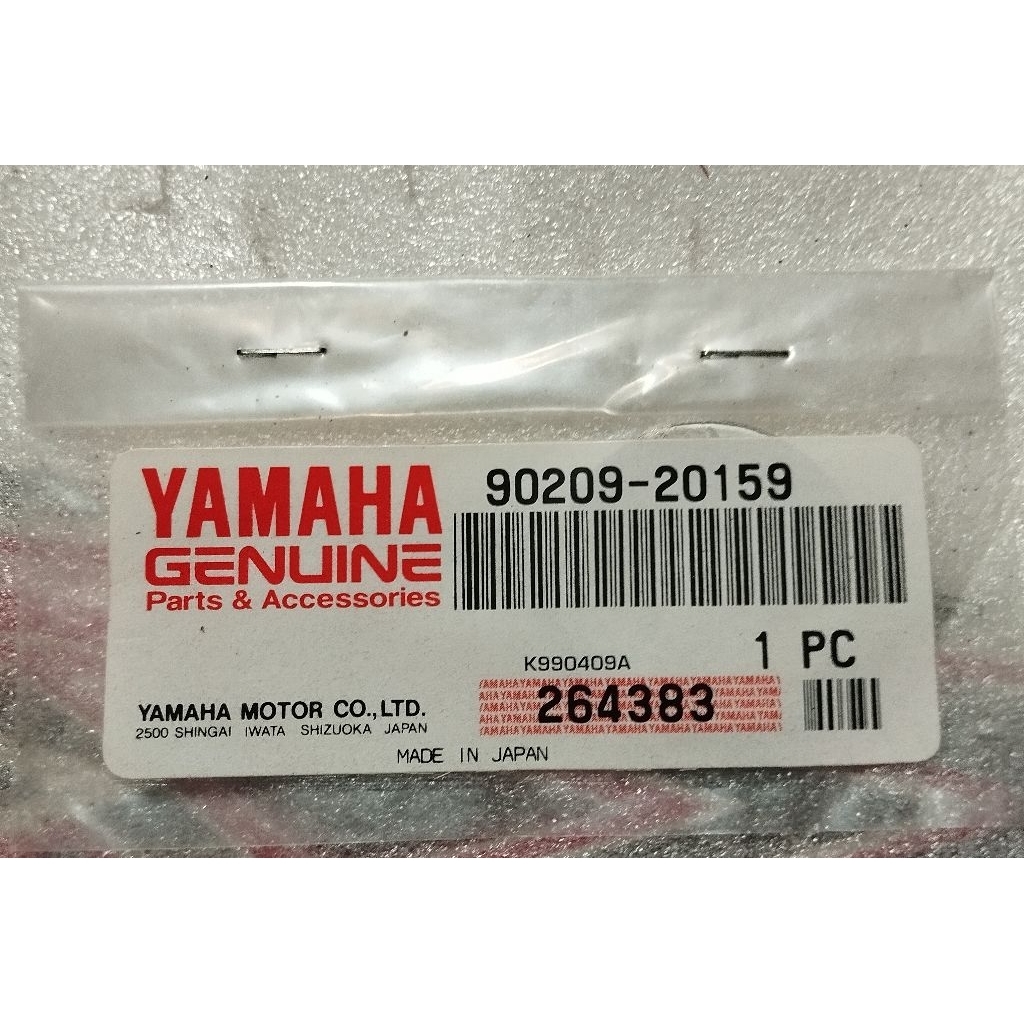 YAMAHA
GENUINE
Parts & Accessories
90209-20159
1 PC
K990409A
264383
YAMAHA MOTOR CO.,LTD.
2500 SHINGAI IWATA SHIZUOKA JAPAN
MADE IN JAPAN